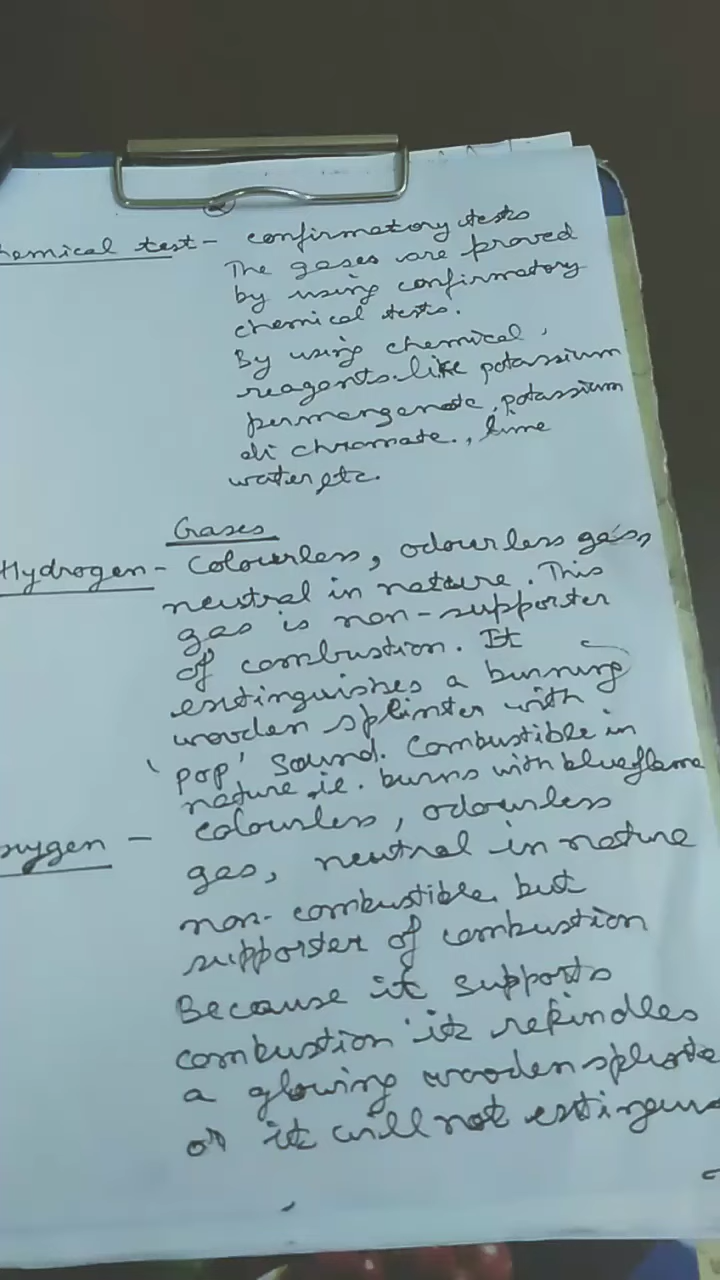 2
hemical test - confirmatory tests
The gases are proved
by using confirmatory
chemical tests.
By using chemical,
reagents like potassium
permangenate, potassium
di chromate., lime
water etc.
Gases
Hydrogen - Colourless, odourless gas,
neutral in nature. This
gas is non-supporter
of combustion. It
extinguishes a burning
wooden splinter with
'pop' sound. Combustible in
nature ie. burns with blue flame
oxygen - colourless, odourless
gas, neutral in nature
non-combustible but
supporter of combustion
Because it supports
combustion it rekindles
a glowing wooden
or it will not